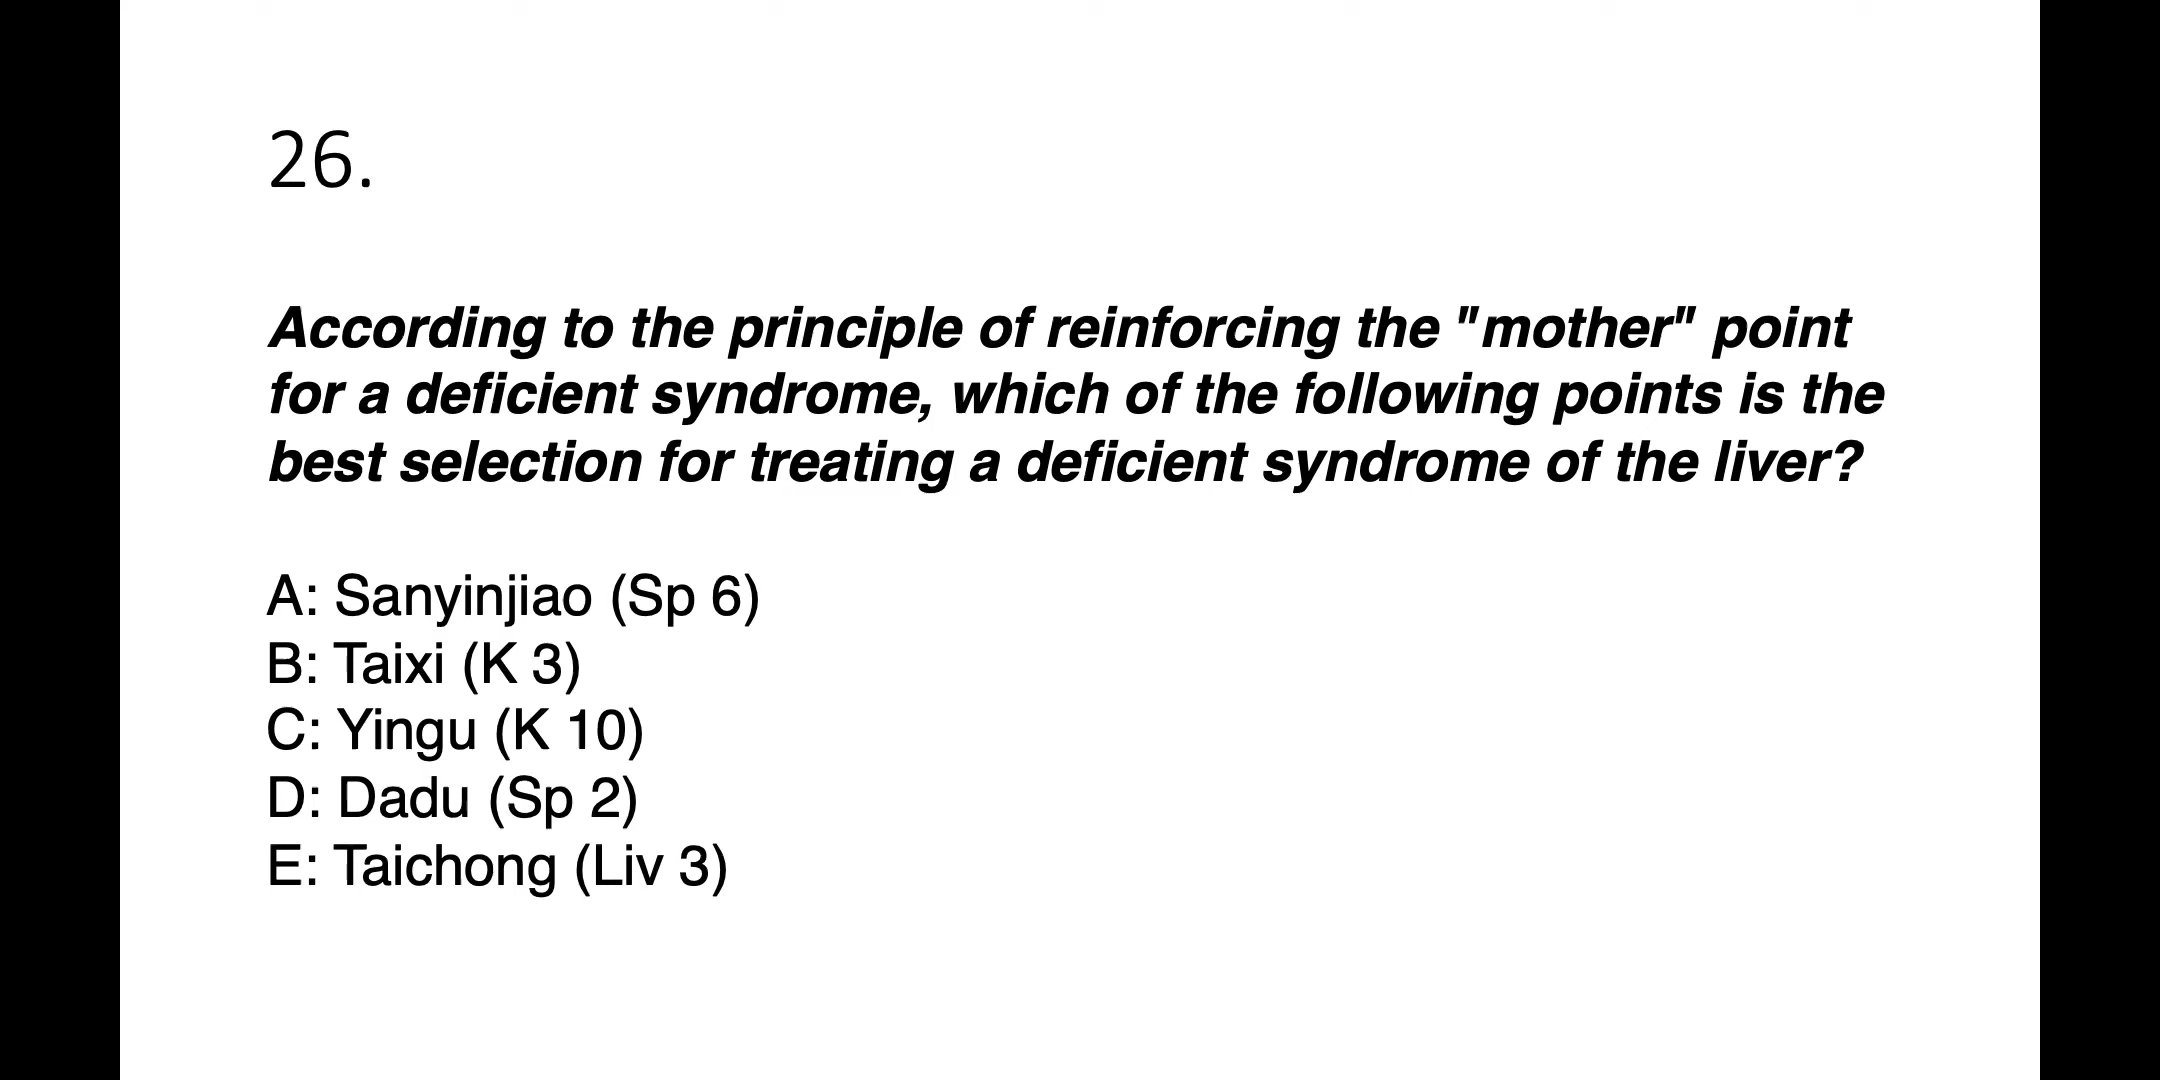 26.
According to the principle of reinforcing the "mother" point
for a deficient syndrome, which of the following points is the
best selection for treating a deficient syndrome of the liver?
A: Sanyinjiao (Sp 6)
B: Taixi (K 3)
C: Yingu (K 10)
D: Dadu (Sp 2)
E: Taichong (Liv 3)